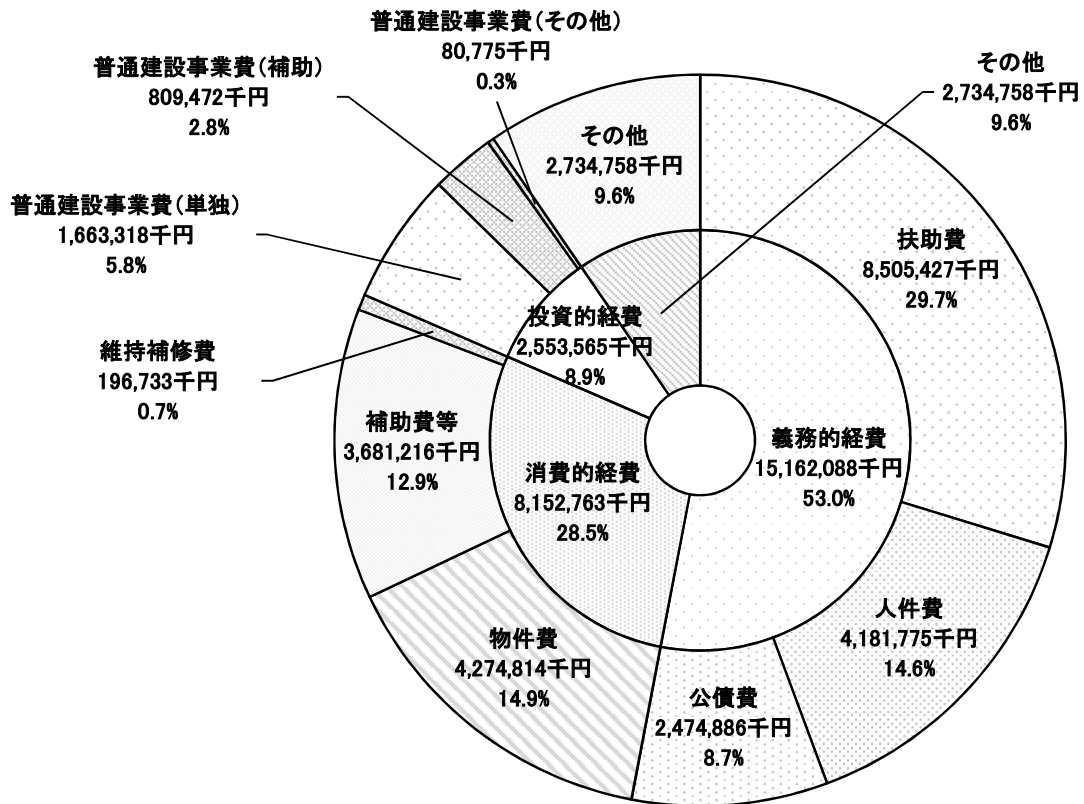 普通建設事業費(その他)
80,775千円
0.3%
普通建設事業費(補助)
809,472千円
2.8%
その他
2,734,758千円
9.6%
その他
2,734,758千円
9.6%
普通建設事業費(単独)
1,663,318千円
5.8%
扶助費
8,505,427千円
29.7%
投資的経費
2,553,565千円
8.9%
維持補修費
196,733千円
0.7%
補助費等
3,681,216千円
12.9%
義務的経費
15,162,088千円
53.0%
消費的経費
8,152,763千円
28.5%
人件費
4,181,775千円
14.6%
物件費
4,274,814千円
14.9%
公債費
2,474,886千円
8.7%